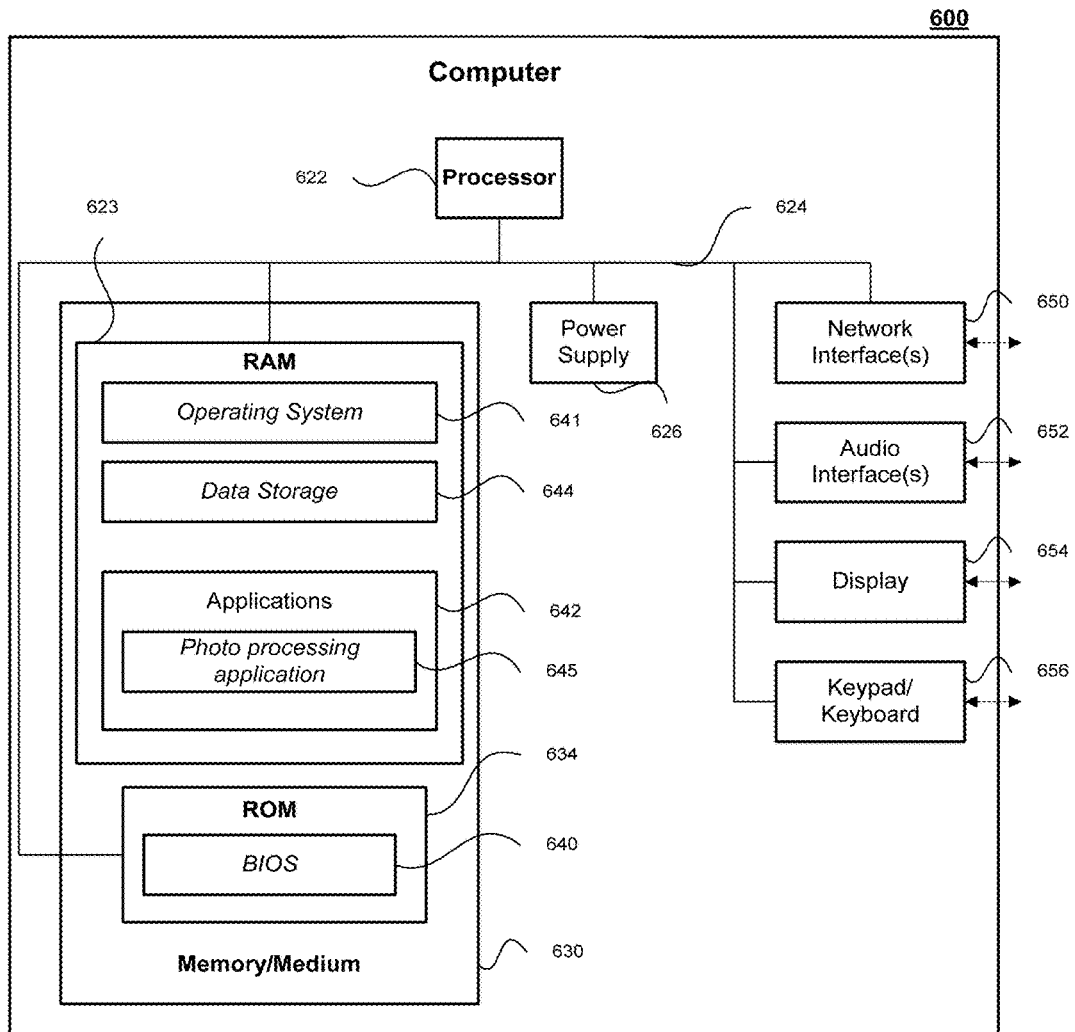 600
Computer
Processor
622
623
624
RAM
Operating System
641
Data Storage
644
Applications
642
Photo processing
application
645
ROM
634
BIOS
640
Memory/Medium
630
Power
Supply
626
Network
Interface(s)
650
Audio
Interface(s)
652
Display
654
Keypad/
Keyboard
656